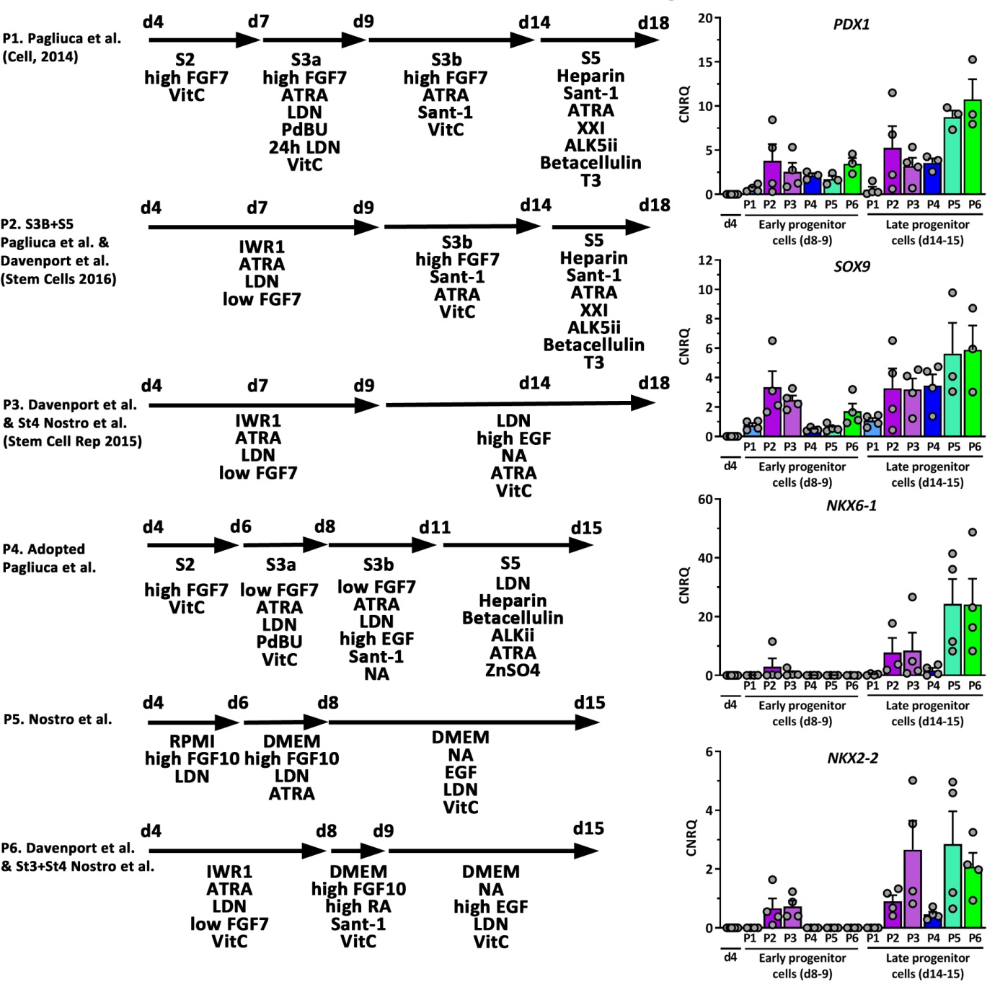 P1. Pagliuca et al.
(Cell, 2014)
d4 d7 d9 d14 d18
S2
high FGF7
VitC
S3a
high FGF7
ATRA
LDN
PdBU
24h LDN
VitC
S3b
high FGF7
ATRA
Sant-1
VitC
S5
Heparin
Sant-1
ATRA
XXI
ALK5ii
Betacellulin
T3
P2. S3B+S5
Pagliuca et al. &
Davenport et al.
(Stem Cells 2016)
d4 d7 d9 d14 d18
IWR1
ATRA
LDN
low FGF7
S3b
high FGF7
Sant-1
ATRA
VitC
S5
Heparin
Sant-1
ATRA
XXI
ALK5ii
Betacellulin
T3
P3. Davenport et al.
& St4 Nostro et al.
(Stem Cell Rep 2015)
d4 d7 d9 d14 d18
IWR1
ATRA
LDN
low FGF7
LDN
high EGF
NA
ATRA
VitC
P4. Adopted
Pagliuca et al.
d4 d6 d8 d11 d15
S2
high FGF7
VitC
S3a
low FGF7
ATRA
LDN
PdBU
VitC
S3b
low FGF7
ATRA
LDN
high EGF
Sant-1
NA
S5
LDN
Heparin
Betacellulin
ALKii
ATRA
ZnSO4
P5. Nostro et al.
d4 d6 d8 d15
RPMI
high FGF10
LDN
DMEM
high FGF10
LDN
ATRA
DMEM
NA
EGF
LDN
VitC
P6. Davenport et al.
& St3+St4 Nostro et al.
d4 d8 d9 d15
IWR1
ATRA
LDN
low FGF7
VitC
DMEM
high FGF10
high RA
Sant-1
VitC
DMEM
NA
high EGF
LDN
VitC
PDX1
CNRQ
20
15
10
5
0
P1 P2 P3 P4 P5 P6 P1 P2 P3 P4 P5 P6
d4 Early progenitor Late progenitor
cells (d8-9) cells (d14-15)
SOX9
CNRQ
12
10
8
6
4
2
0
P1 P2 P3 P4 P5 P6 P1 P2 P3 P4 P5 P6
d4 Early progenitor Late progenitor
cells (d8-9) cells (d14-15)
NKX6-1
CNRQ
60
40
20
0
P1 P2 P3 P4 P5 P6 P1 P2 P3 P4 P5 P6
d4 Early progenitor Late progenitor
cells (d8-9) cells (d14-15)
NKX2-2
CNRQ
6
4
2
0
P1 P2 P3 P4 P5 P6 P1 P2 P3 P4 P5 P6
d4 Early progenitor Late progenitor
cells (d8-9) cells (d14-15)